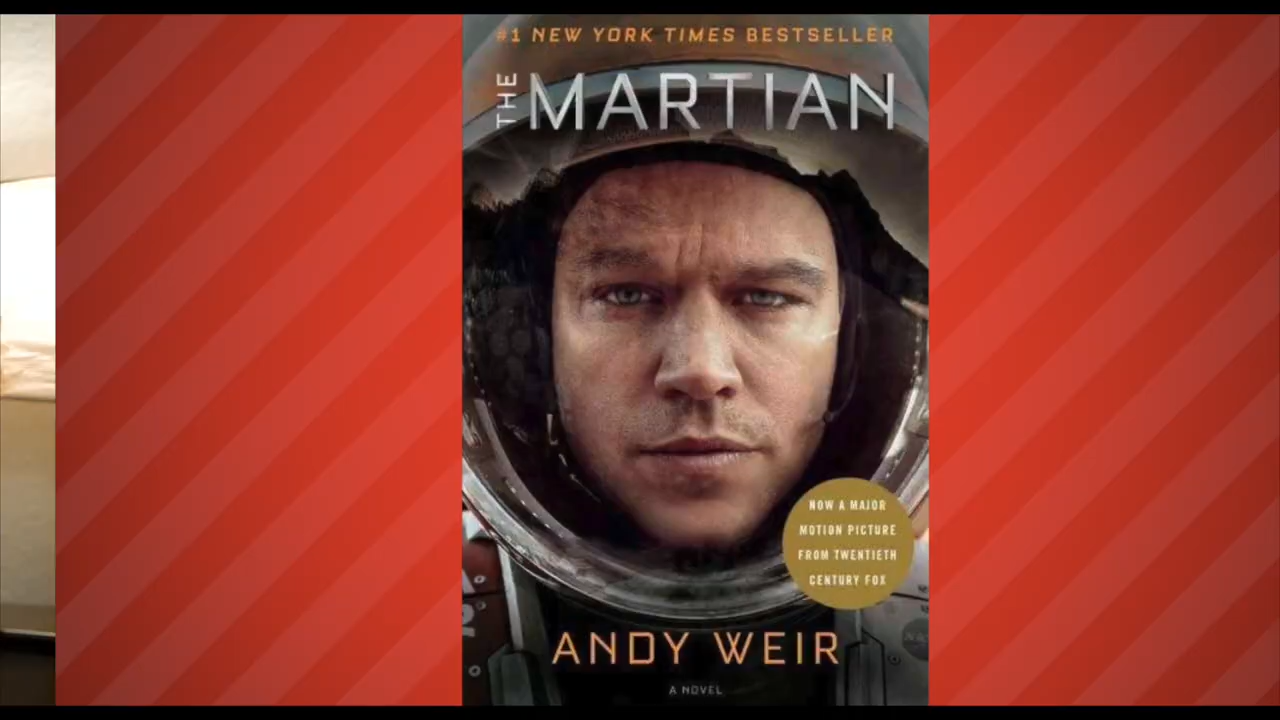 #1 NEW YORK TIMES BESTSELLER
THE MARTIAN
NOW A MAJOR
MOTION PICTURE
FROM TWENTIETH
CENTURY FOX
ANDY WEIR
A NOVEL